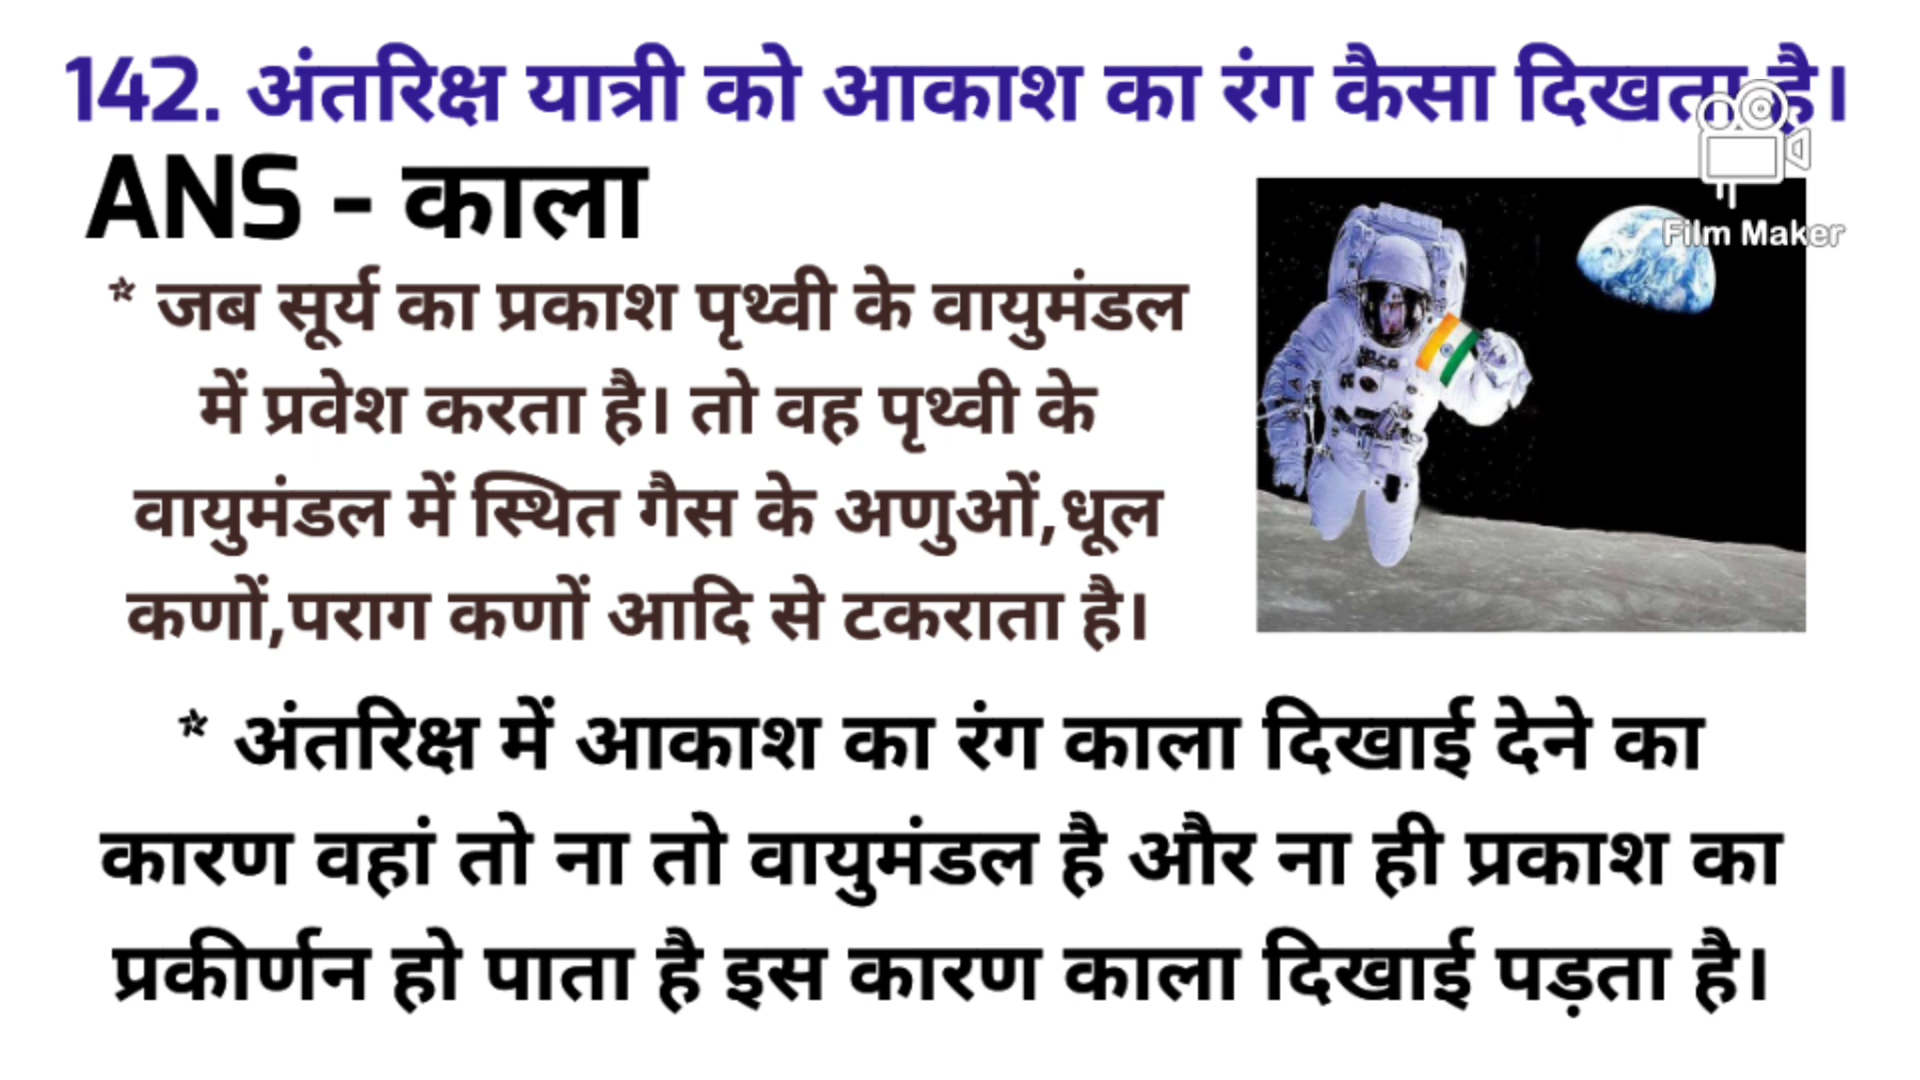 142. अंतरिक्ष यात्री को आकाश का रंग कैसा दिखता है।
ANS - काला
* जब सूर्य का प्रकाश पृथ्वी के वायुमंडल
में प्रवेश करता है। तो वह पृथ्वी के
वायुमंडल में स्थित गैस के अणुओं,धूल
कणों,पराग कणों आदि से टकराता है।
Film Maker
* अंतरिक्ष में आकाश का रंग काला दिखाई देने का
कारण वहां तो ना तो वायुमंडल है और ना ही प्रकाश का
प्रकीर्णन हो पाता है इस कारण काला दिखाई पड़ता है।